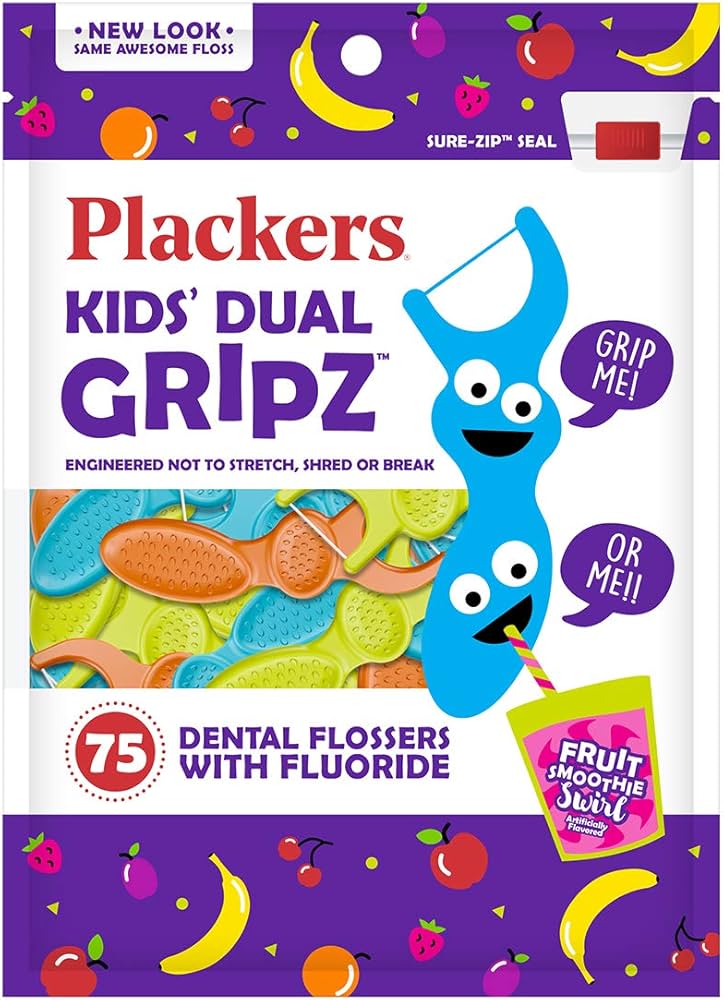 • NEW LOOK •
SAME AWESOME FLOSS
SURE-ZIP™ SEAL
Plackers®
KIDS' DUAL
GRIPZ™
ENGINEERED NOT TO STRETCH, SHRED OR BREAK
GRIP
ME!
OR
ME!!
75
DENTAL FLOSSERS
WITH FLUORIDE
FRUIT
SMOOTHIE
Swirl
Artificially
Flavored